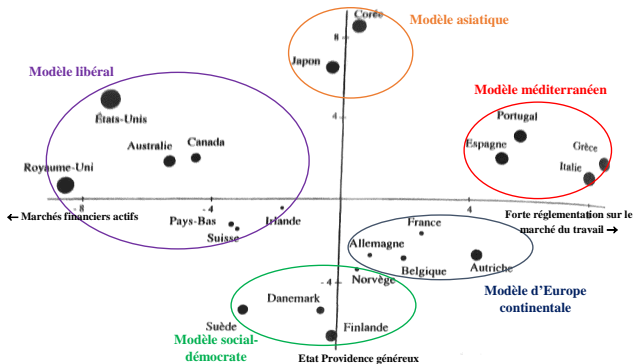 Corée
Modèle asiatique
8
Japon
Modèle libéral
Modèle méditerranéen
États-Unis
4
Portugal
Australie
Canada
Espagne
Grèce
Royaume-Uni
Italie
- 8
- 4
4
← Marchés financiers actifs
Pays-Bas
Irlande
France
Forte réglementation sur le
marché du travail →
Suisse
Allemagne
Belgique
Autriche
Norvège
- 4
Modèle d’Europe
continentale
Danemark
Suède
Finlande
Modèle social-
démocrate
Etat Providence généreux